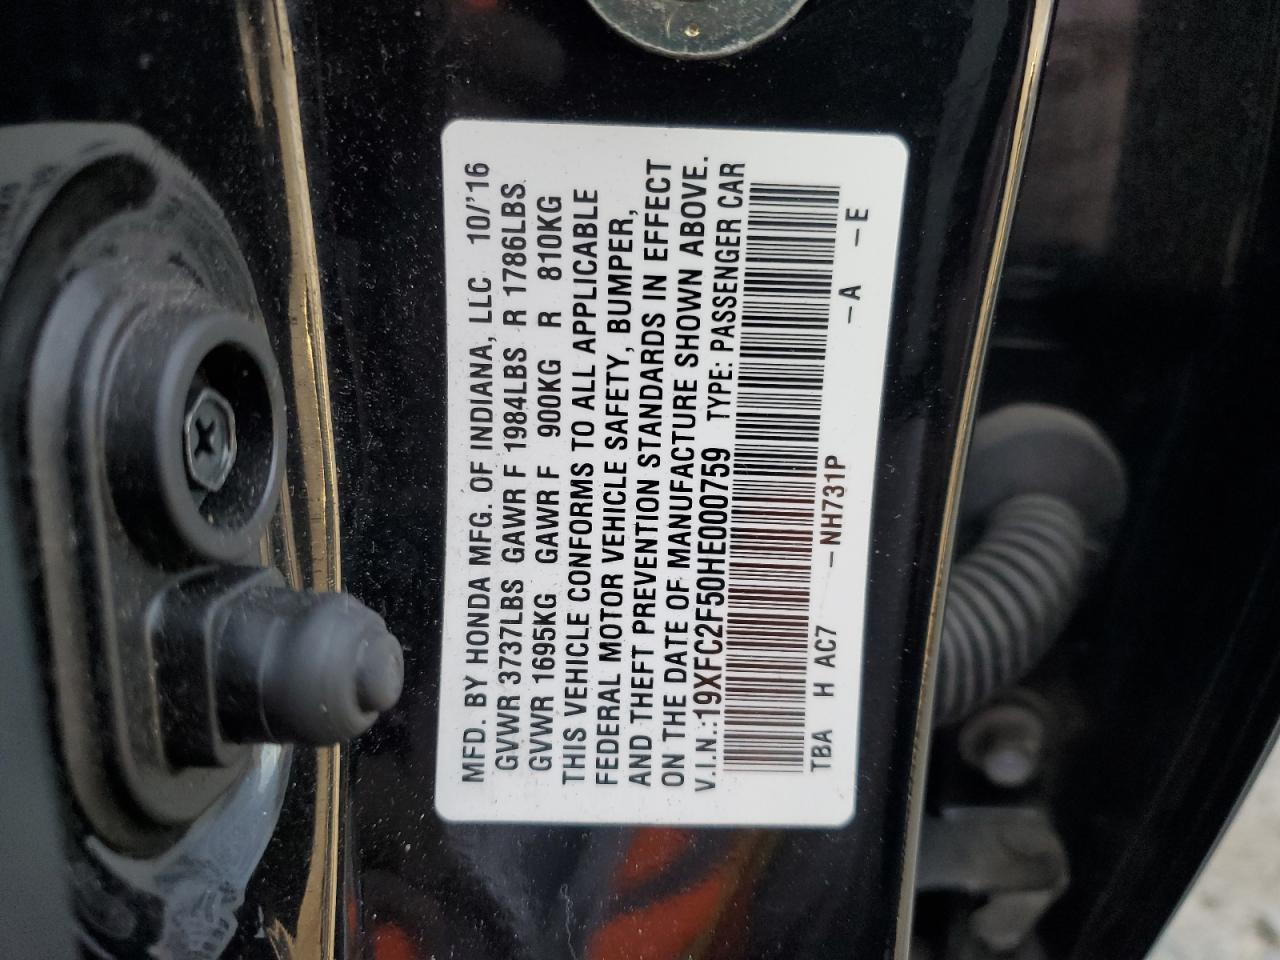 MFD. BY HONDA MFG. OF INDIANA, LLC 10/'16
GVWR 3737LBS GAWR F 1984LBS R 1786LBS
GVWR 1695KG GAWR F 900KG R 810KG
THIS VEHICLE CONFORMS TO ALL APPLICABLE
FEDERAL MOTOR VEHICLE SAFETY, BUMPER,
AND THEFT PREVENTION STANDARDS IN EFFECT
ON THE DATE OF MANUFACTURE SHOWN ABOVE.
V.I.N.:19XFC2F50HE000759 TYPE: PASSENGER CAR
TBA H AC7 -NH731P -A -E